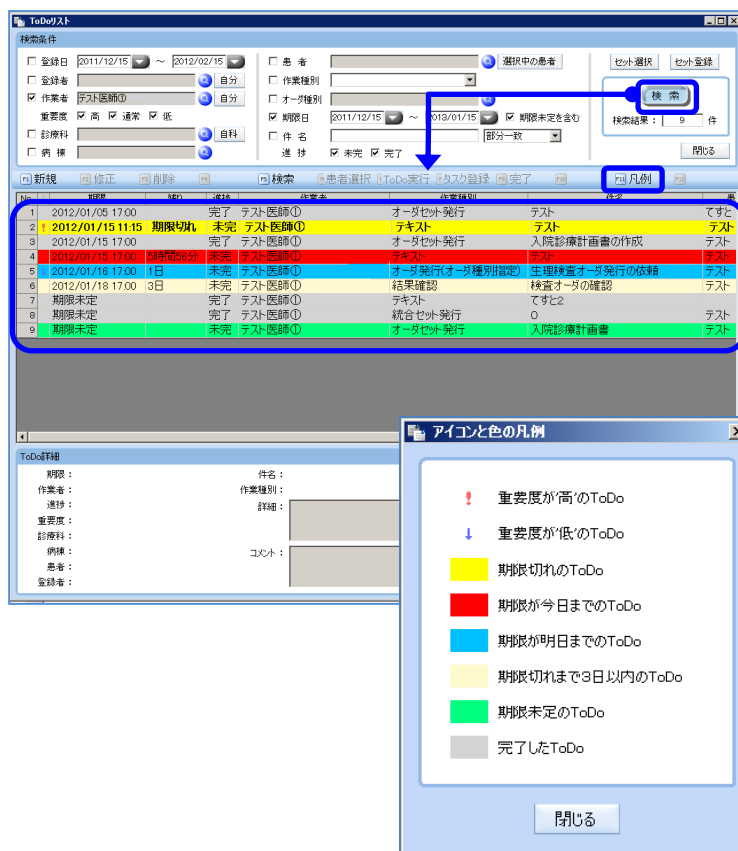 ToDoリスト
検索条件
登録日 2011/12/15 ～ 2012/02/15 患 者 選択中の患者 セット選択 セット登録
登録者 自分 作業種別
作業者 テスト医師① 自分 オーダ種別 検 索
重要度 高 通常 低 期限日 2011/12/15 ～ 2013/01/15 期限未定を含む 検索結果： 9 件
診療科 自科 件 名 部分一致
病 棟 進 捗 未完 完了 閉じる
F1 新規 F2 修正 F3 削除 F4 F5 検索 患者選択 ToDo実行 タスク登録 F9 完了 F10 F11 凡例 F12
No 期限 残り 進捗 作業者 作業種別 件名 患
1 2012/01/05 17:00 完了 テスト医師① オーダセット発行 テスト てすと
2 2012/01/15 11:15 期限切れ 未完 テスト医師① テキスト テスト テスト
3 2012/01/15 17:00 完了 テスト医師① オーダセット発行 入院診療計画書の作成 テスト
4 2012/01/15 17:00 5時間56分 未完 テスト医師① テキスト テスト テスト
5 2012/01/16 17:00 1日 未完 テスト医師① オーダ発行(オーダ種別指定) 生理検査オーダ発行の依頼 テスト
6 2012/01/18 17:00 3日 未完 テスト医師① 結果確認 検査オーダの確認 テスト
7 期限未定 完了 テスト医師① テキスト てすと2
8 期限未定 完了 テスト医師① 統合セット発行 O テスト
9 期限未定 未完 テスト医師① オーダセット発行 入院診療計画書 テスト
ToDo詳細
期限： 件名：
作業者： 作業種別：
進捗： 詳細：
重要度：
診療科：
病棟： コメント：
患者：
登録者：
アイコンと色の凡例
重要度が'高'のToDo
重要度が'低'のToDo
期限切れのToDo
期限が今日までのToDo
期限が明日までのToDo
期限切れまで3日以内のToDo
期限未定のToDo
完了したToDo
閉じる